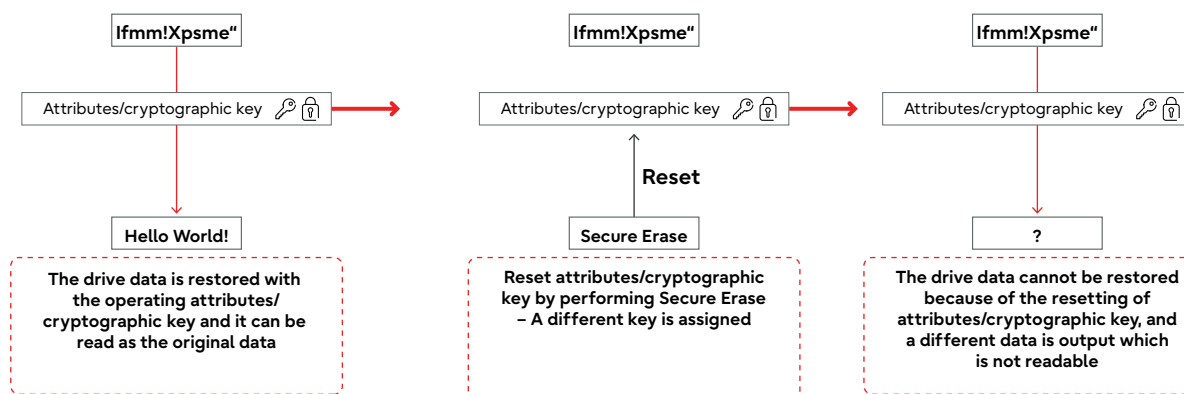 Ifmm!Xpsme“
Attributes/cryptographic key
Hello World!
The drive data is restored with
the operating attributes/
cryptographic key and it can be
read as the original data
Ifmm!Xpsme“
Attributes/cryptographic key
Reset
Secure Erase
Reset attributes/cryptographic
key by performing Secure Erase
– A different key is assigned
Ifmm!Xpsme“
Attributes/cryptographic key
?
The drive data cannot be restored
because of the resetting of
attributes/cryptographic key, and
a different data is output which
is not readable